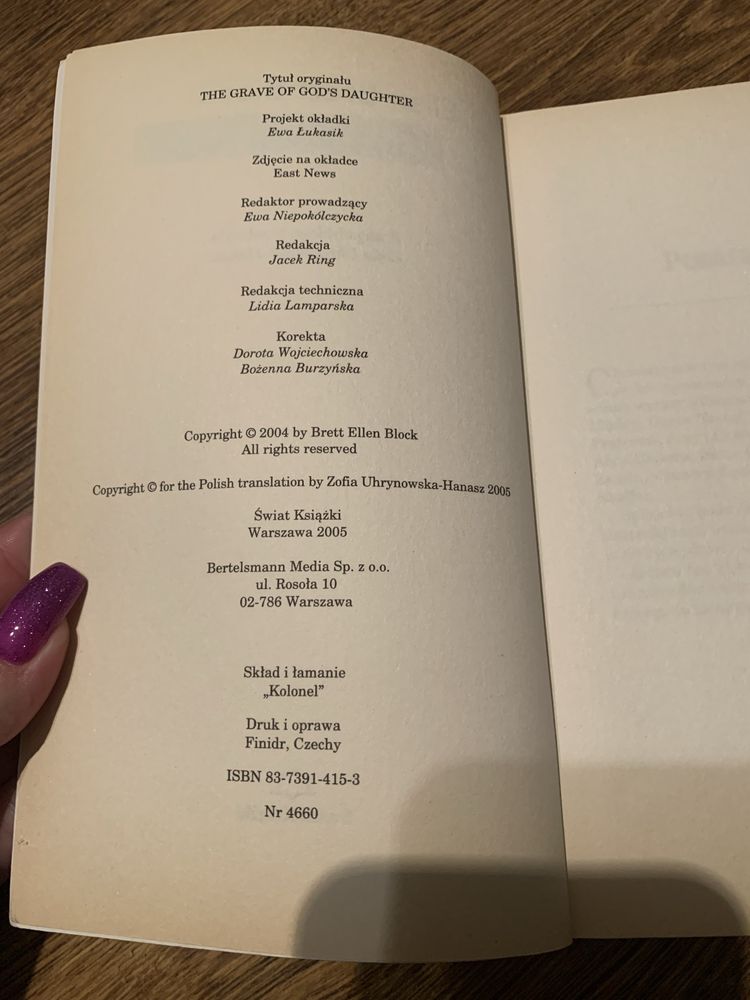 Tytuł oryginału
THE GRAVE OF GOD'S DAUGHTER
Projekt okładki
Ewa Łukasik
Zdjęcie na okładce
East News
Redaktor prowadzący
Ewa Niepokólczycka
Redakcja
Jacek Ring
Redakcja techniczna
Lidia Lamparska
Korekta
Dorota Wojciechowska
Bożenna Burzyńska
Copyright © 2004 by Brett Ellen Block
All rights reserved
Copyright © for the Polish translation by Zofia Uhrynowska-Hanasz 2005
Świat Książki
Warszawa 2005
Bertelsmann Media Sp. z o.o.
ul. Rosoła 10
02-786 Warszawa
Skład i łamanie
„Kolonel”
Druk i oprawa
Finidr, Czechy
ISBN 83-7391-415-3
Nr 4660